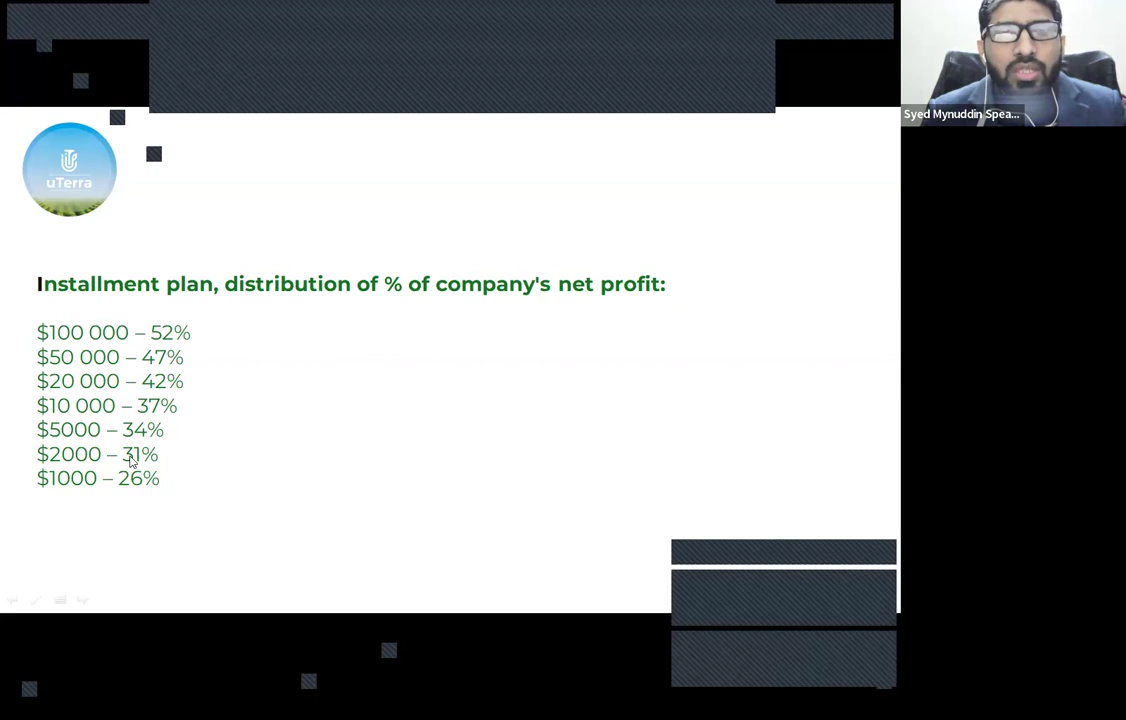 Syed Mynuddin Spea...
uTerra
Installment plan, distribution of % of company's net profit:
$100 000 – 52%
$50 000 – 47%
$20 000 – 42%
$10 000 – 37%
$5000 – 34%
$2000 – 31%
$1000 – 26%